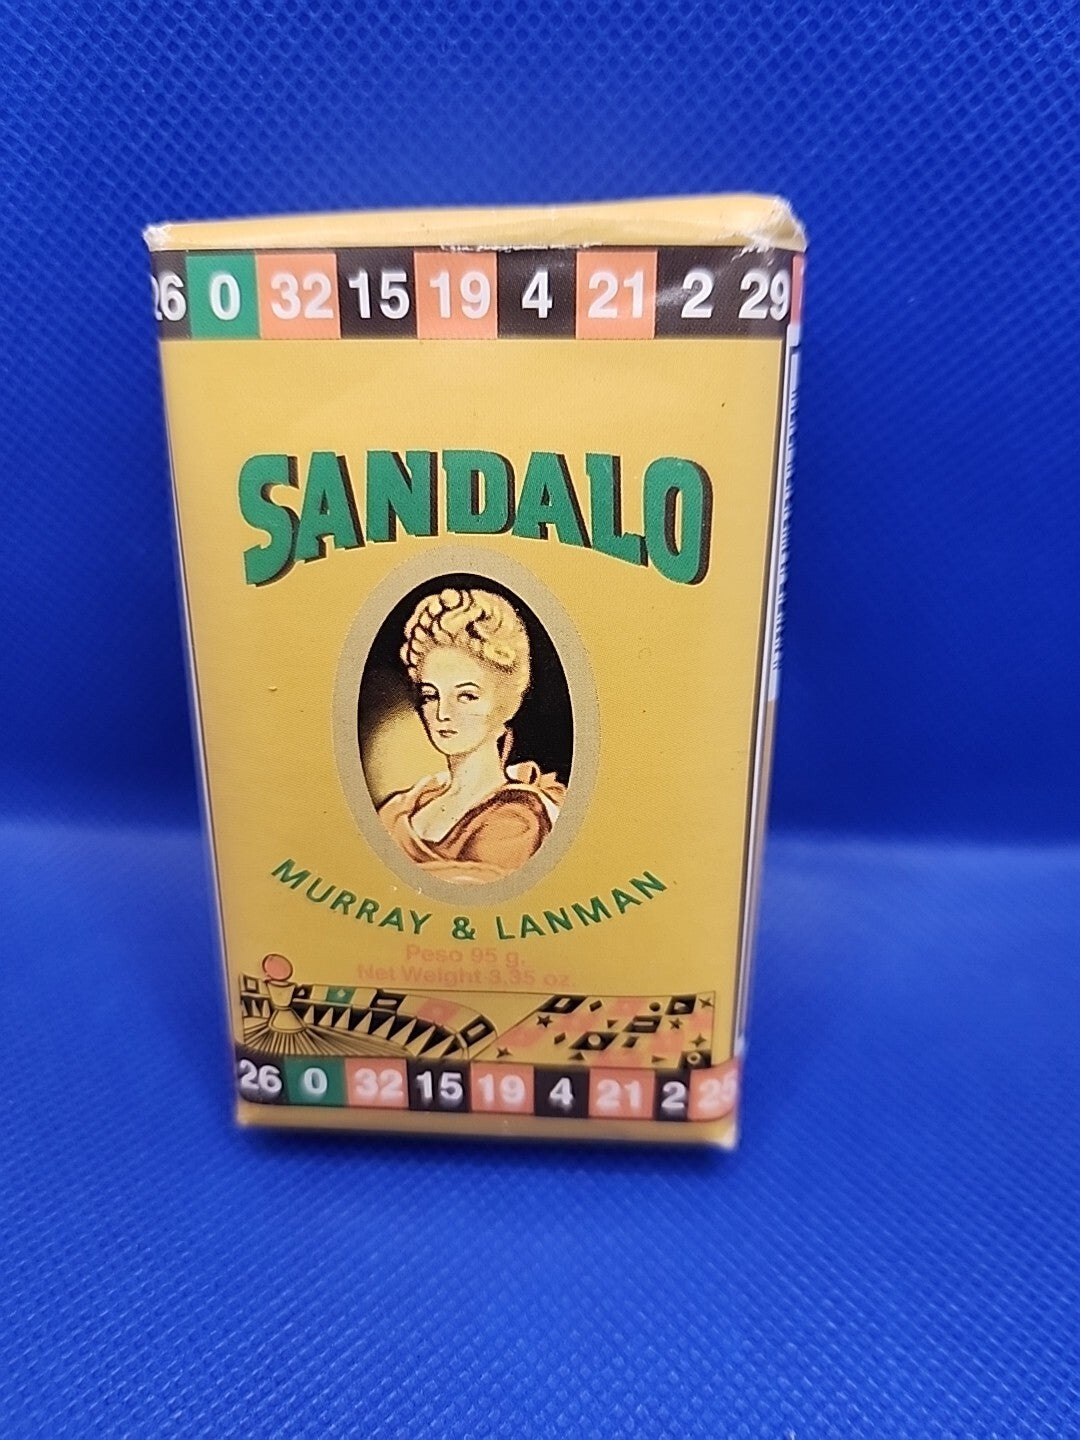 26 0 32 15 19 4 21 2 29
SANDALO
MURRAY & LANMAN
Peso 95 g.
Net Weight 3.35 oz.
26 0 32 15 19 4 21 2 25